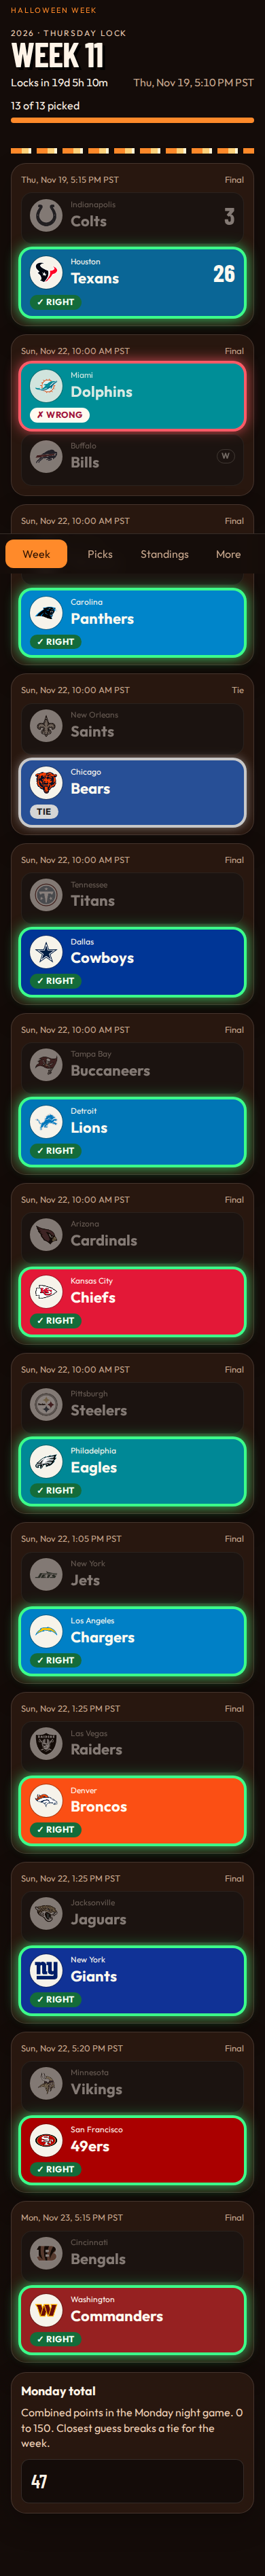 HALLOWEEN WEEK
2026 · THURSDAY LOCK
WEEK 11
Locks in 19d 5h 10m Thu, Nov 19, 5:10 PM PST
13 of 13 picked
Thu, Nov 19, 5:15 PM PST Final
Indianapolis
Colts 3
Houston
Texans 26
✓ RIGHT
Sun, Nov 22, 10:00 AM PST Final
Miami
Dolphins
✗ WRONG
Buffalo
Bills W
Sun, Nov 22, 10:00 AM PST Final
Week Picks Standings More
Carolina
Panthers
✓ RIGHT
Sun, Nov 22, 10:00 AM PST Tie
New Orleans
Saints
Chicago
Bears
TIE
Sun, Nov 22, 10:00 AM PST Final
Tennessee
Titans
Dallas
Cowboys
✓ RIGHT
Sun, Nov 22, 10:00 AM PST Final
Tampa Bay
Buccaneers
Detroit
Lions
✓ RIGHT
Sun, Nov 22, 10:00 AM PST Final
Arizona
Cardinals
Kansas City
Chiefs
✓ RIGHT
Sun, Nov 22, 10:00 AM PST Final
Pittsburgh
Steelers
Philadelphia
Eagles
✓ RIGHT
Sun, Nov 22, 1:05 PM PST Final
New York
Jets
Los Angeles
Chargers
✓ RIGHT
Sun, Nov 22, 1:25 PM PST Final
Las Vegas
Raiders
Denver
Broncos
✓ RIGHT
Sun, Nov 22, 1:25 PM PST Final
Jacksonville
Jaguars
New York
Giants
✓ RIGHT
Sun, Nov 22, 5:20 PM PST Final
Minnesota
Vikings
San Francisco
49ers
✓ RIGHT
Mon, Nov 23, 5:15 PM PST Final
Cincinnati
Bengals
Washington
Commanders
✓ RIGHT
Monday total
Combined points in the Monday night game. 0
to 150. Closest guess breaks a tie for the
week.
47